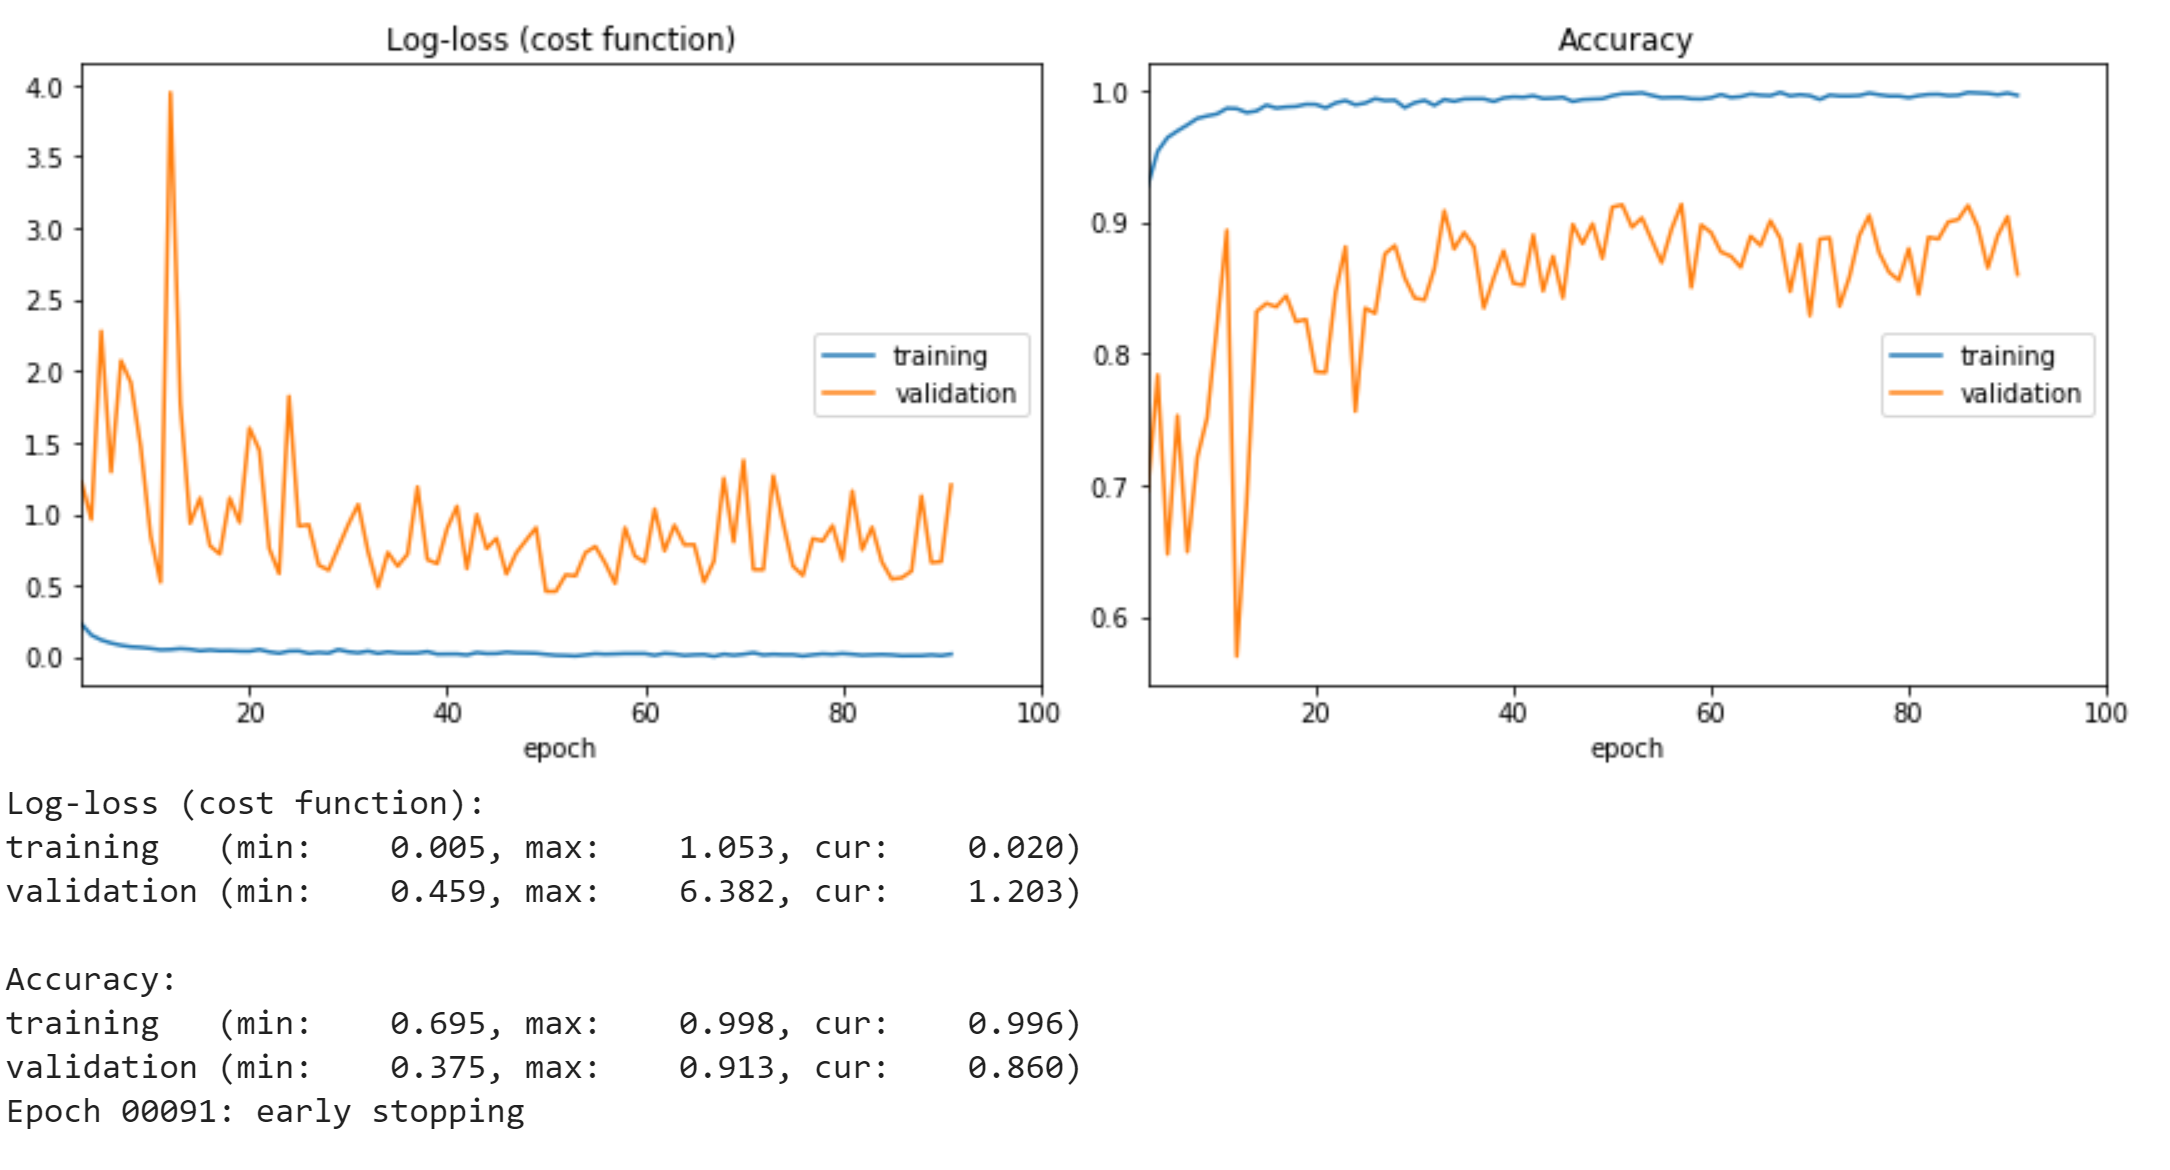 Log-loss (cost function)
4.0
3.5
3.0
2.5
2.0
1.5
1.0
0.5
0.0
training
validation
20 40 60 80 100
epoch
Accuracy
1.0
0.9
0.8
0.7
0.6
training
validation
20 40 60 80 100
epoch
Log-loss (cost function):
training (min: 0.005, max: 1.053, cur: 0.020)
validation (min: 0.459, max: 6.382, cur: 1.203)
Accuracy:
training (min: 0.695, max: 0.998, cur: 0.996)
validation (min: 0.375, max: 0.913, cur: 0.860)
Epoch 00091: early stopping